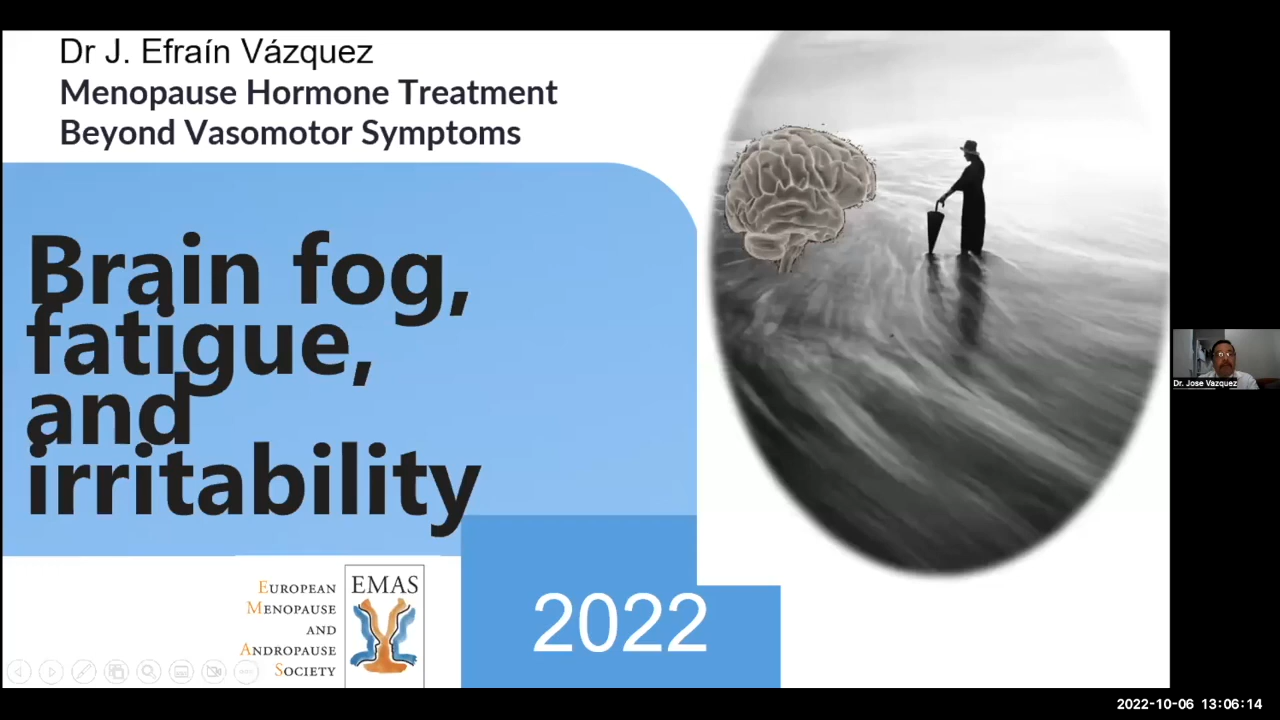 Dr J. Efraín Vázquez
Menopause Hormone Treatment
Beyond Vasomotor Symptoms
Brain fog,
fatigue,
and
irritability
EUROPEAN
MENOPAUSE
AND
ANDROPAUSE
SOCIETY
EMAS
2022
Dr. Jose Vazquez
2022-10-06 13:06:14